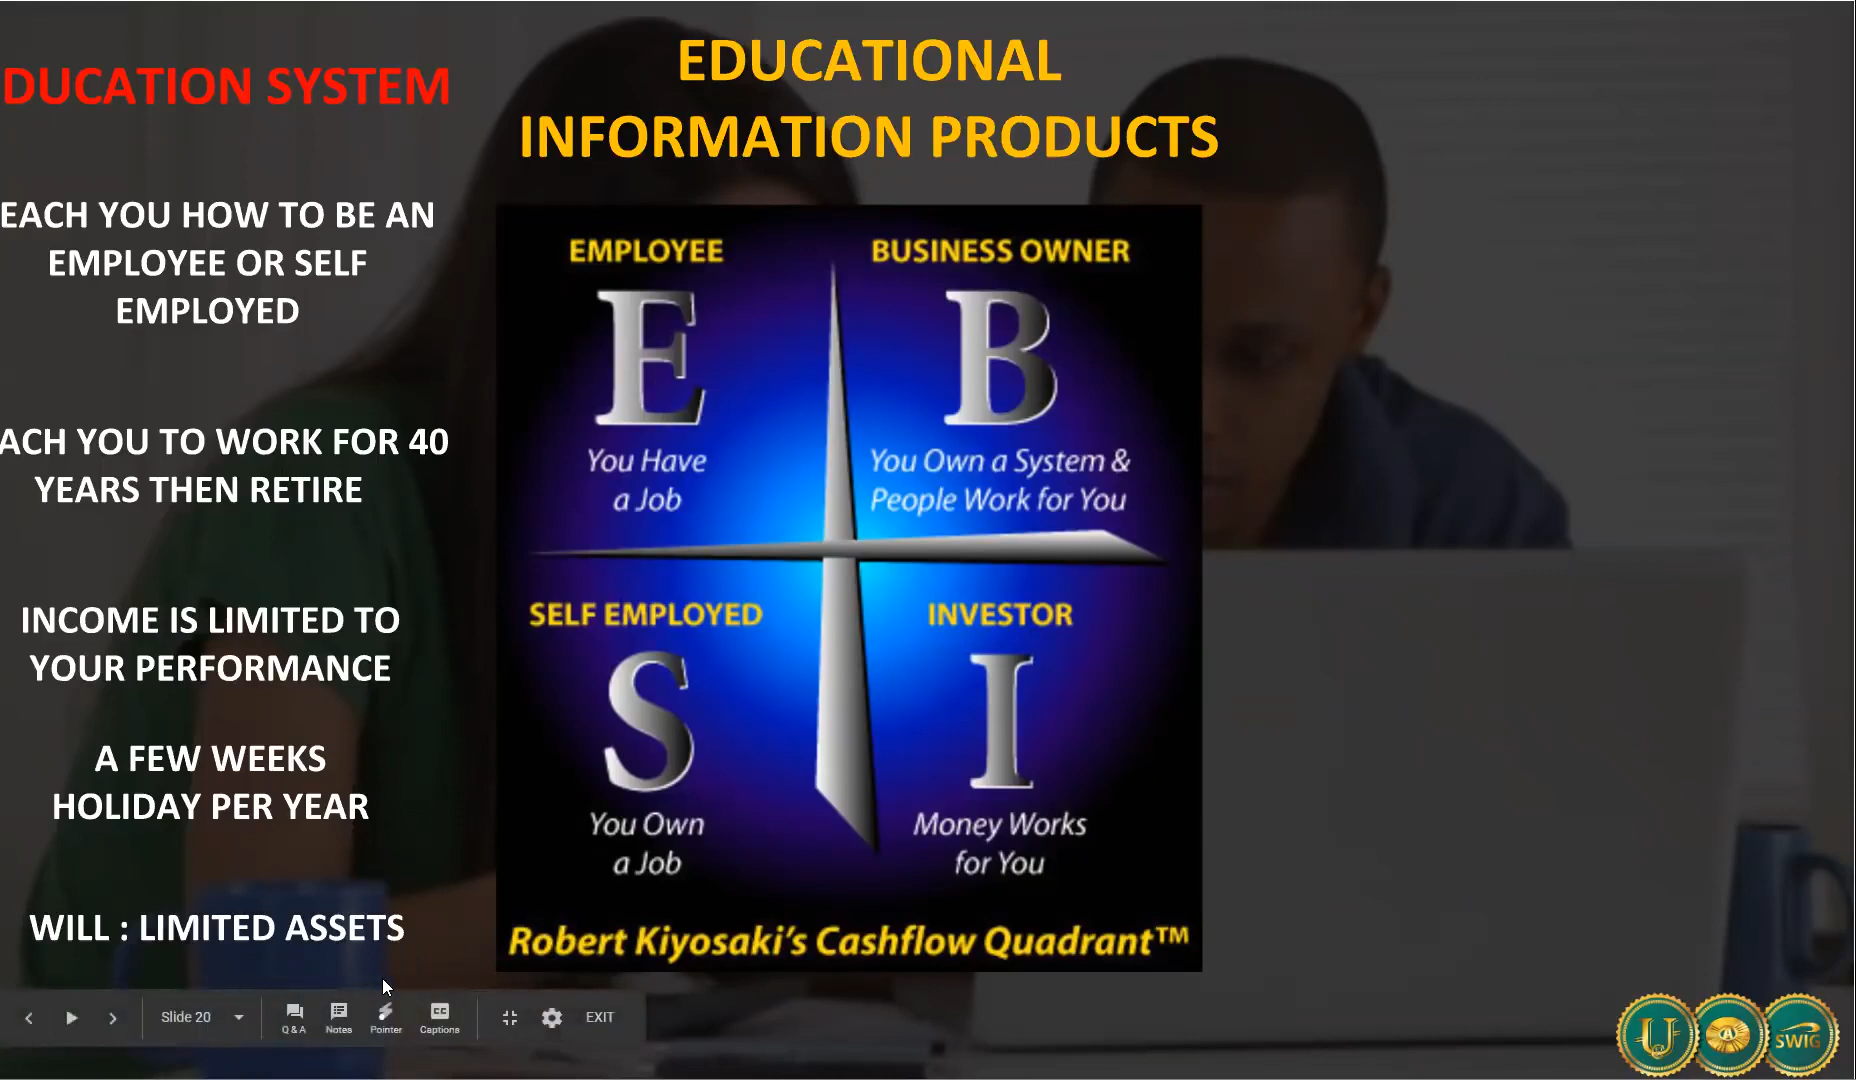 DUCATION SYSTEM
EACH YOU HOW TO BE AN
EMPLOYEE OR SELF
EMPLOYED
ACH YOU TO WORK FOR 40
YEARS THEN RETIRE
INCOME IS LIMITED TO
YOUR PERFORMANCE
A FEW WEEKS
HOLIDAY PER YEAR
WILL : LIMITED ASSETS
EDUCATIONAL
INFORMATION PRODUCTS
EMPLOYEE
E
You Have
a Job
BUSINESS OWNER
B
You Own a System &
People Work for You
SELF EMPLOYED
S
You Own
a Job
INVESTOR
I
Money Works
for You
Robert Kiyosaki's Cashflow Quadrant™
Slide 20
Q & A
Notes
Pointer
CC
Captions
EXIT
U
A
SWIG